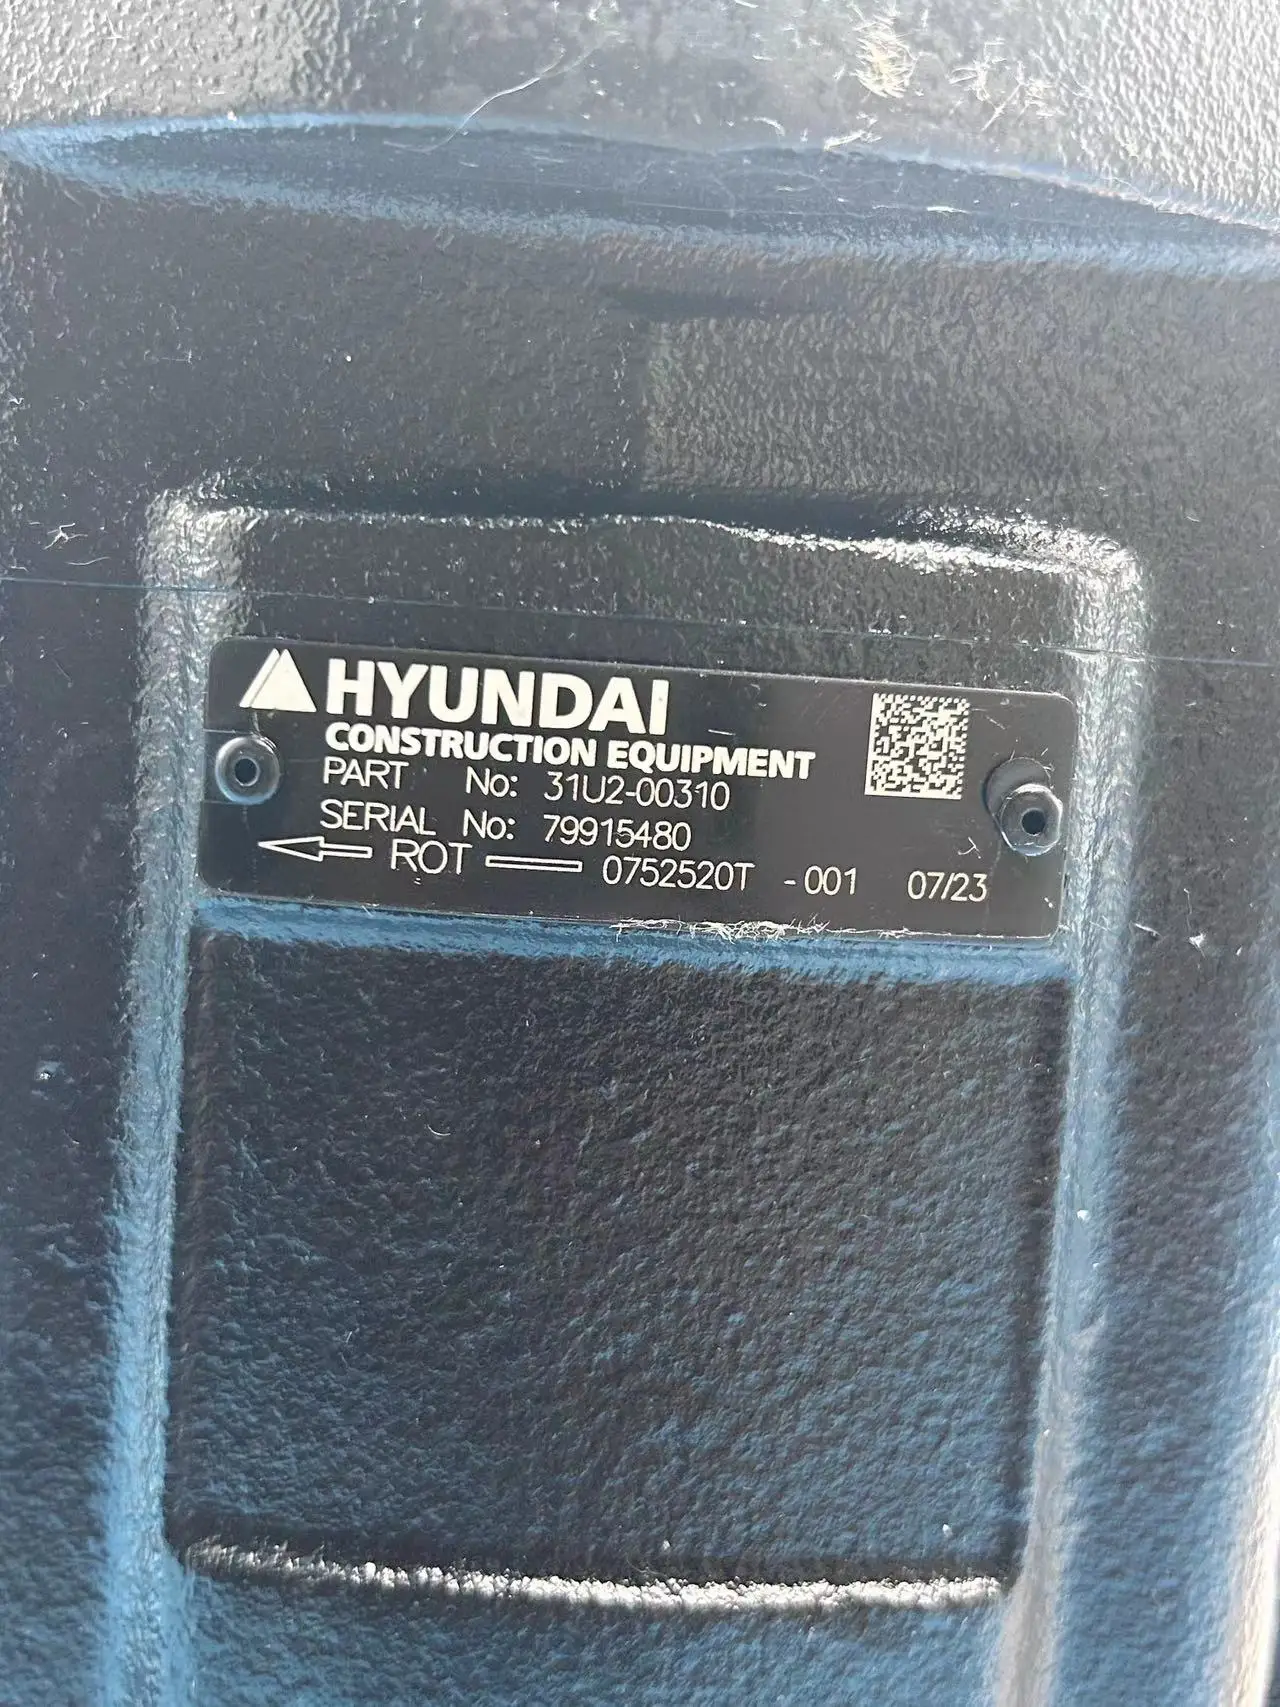 HYUNDAI
CONSTRUCTION EQUIPMENT
PART No: 31U2-00310
SERIAL No: 79915480
ROT 0752520T -001 07/23